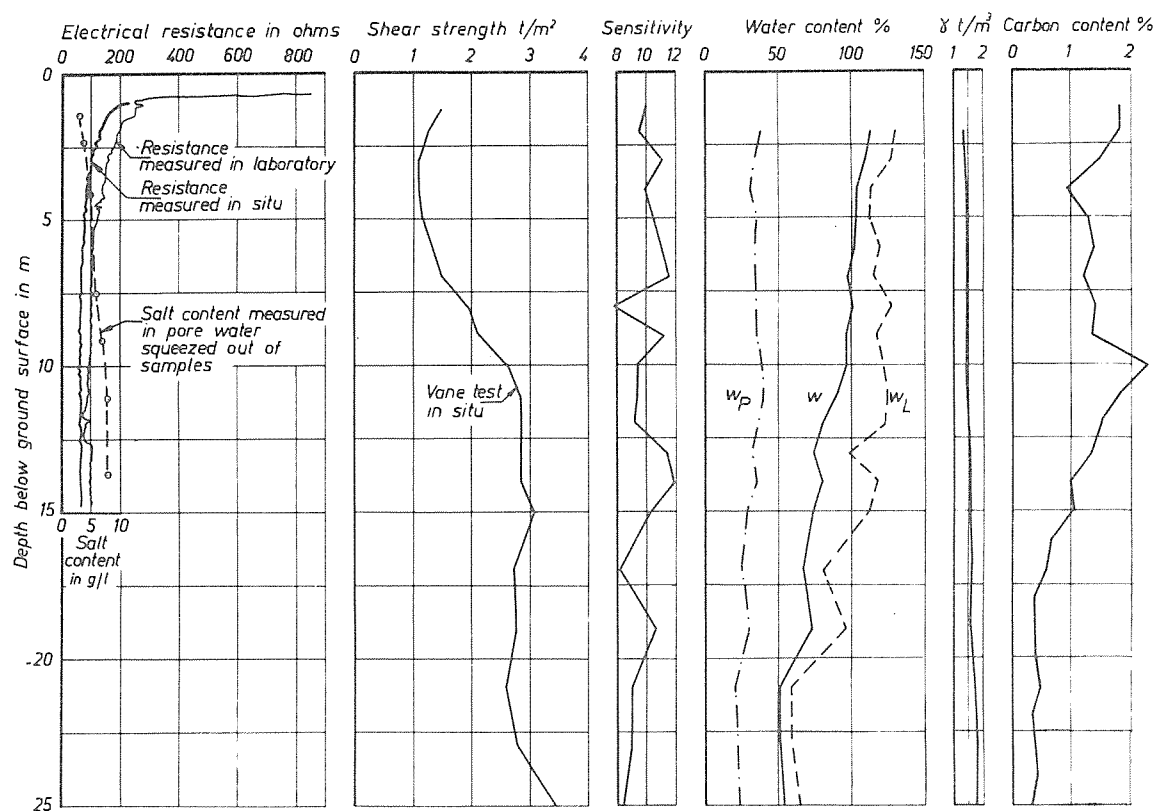 Electrical resistance in ohms
0 200 400 600 800
Shear strength t/m²
0 1 2 3 4
Sensitivity
8 10 12
Water content %
0 50 100 150
γ t/m³
1 2
Carbon content %
0 1 2
Depth below ground surface in m
0
5
10
15
-20
25
Resistance
measured in laboratory
Resistance
measured in situ
Salt content measured
in pore water
squeezed out of
samples
0 5 10
Salt
content
in g/l
Vane test
in situ
wP
w
wL